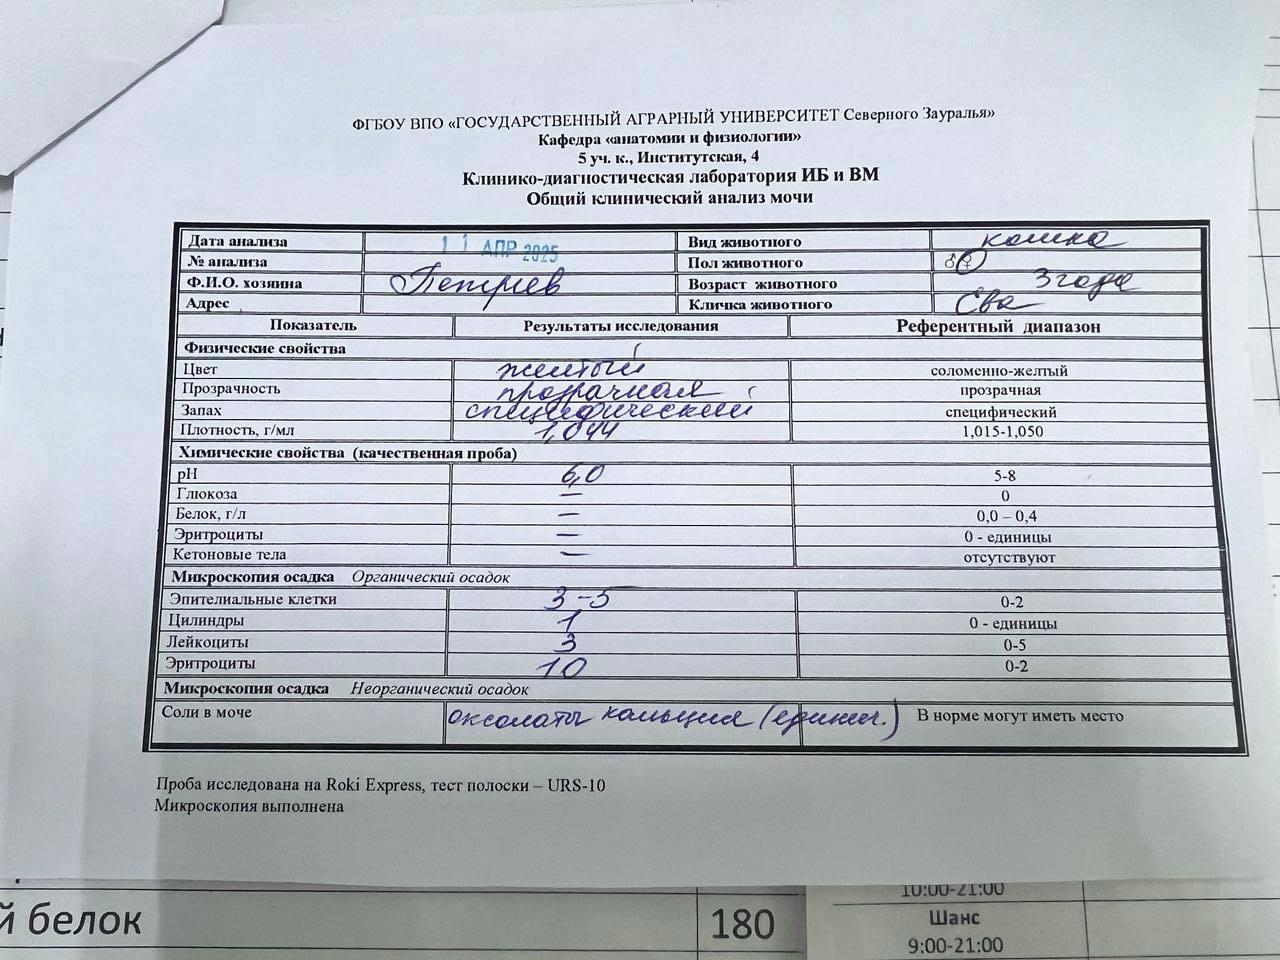 ФГБОУ ВПО «ГОСУДАРСТВЕННЫЙ АГРАРНЫЙ УНИВЕРСИТЕТ Северного Зауралья»
Кафедра «анатомии и физиологии»
5 уч. к., Институтская, 4
Клинико-диагностическая лаборатория ИБ и ВМ
Общий клинический анализ мочи
Дата анализа 11 АПР 2025 Вид животного кошка
№ анализа Пол животного ♂♀
Ф.И.О. хозяина Возраст животного 3 года
Адрес Кличка животного Ева
Показатель Результаты исследования Референтный диапазон
Физические свойства
Цвет желтый соломенно-желтый
Прозрачность прозрачная прозрачная
Запах специфический специфический
Плотность, г/мл 1,044 1,015-1,050
Химические свойства (качественная проба)
pH 6,0 5-8
Глюкоза — 0
Белок, г/л — 0,0 – 0,4
Эритроциты — 0 - единицы
Кетоновые тела — отсутствуют
Микроскопия осадка Органический осадок
Эпителиальные клетки 3-5 0-2
Цилиндры 1 0 - единицы
Лейкоциты 3 0-5
Эритроциты 10 0-2
Микроскопия осадка Неорганический осадок
Соли в моче оксалаты кальция (единич.) В норме могут иметь место
Проба исследована на Roki Express, тест полоски – URS-10
Микроскопия выполнена
й белок 180
10:00-21:00
Шанс
9:00-21:00